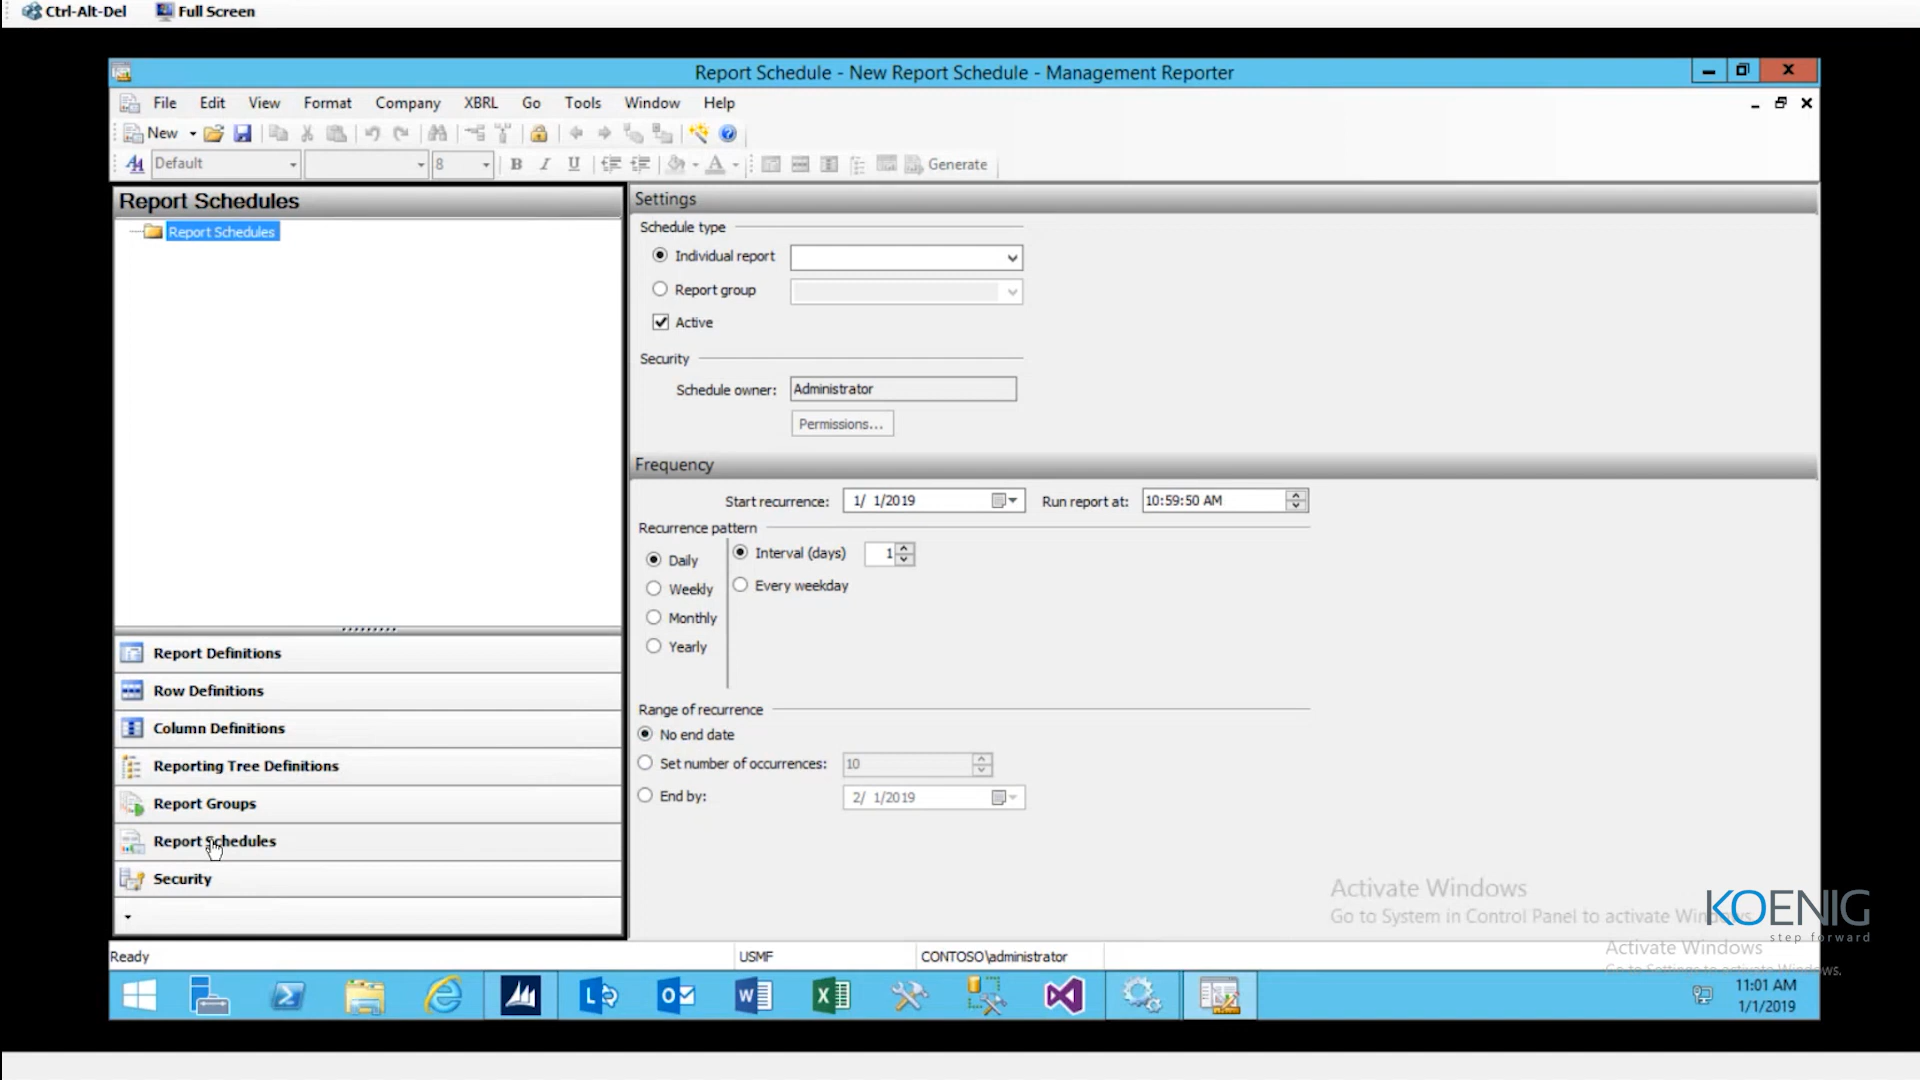 Ctrl-Alt-Del Full Screen
Report Schedule - New Report Schedule - Management Reporter
File Edit View Format Company XBRL Go Tools Window Help
New
Default 8 B I U A Generate
Report Schedules
Report Schedules
Settings
Schedule type
Individual report
Report group
Active
Security
Schedule owner: Administrator
Permissions...
Frequency
Start recurrence: 1/ 1/2019 Run report at: 10:59:50 AM
Recurrence pattern
Daily Interval (days) 1
Weekly Every weekday
Monthly
Yearly
Range of recurrence
No end date
Set number of occurrences: 10
End by: 2/ 1/2019
Report Definitions
Row Definitions
Column Definitions
Reporting Tree Definitions
Report Groups
Report Schedules
Security
Activate Windows
Go to System in Control Panel to activate
KOENIG
step forward
Activate Windows
Ready USMF CONTOSO\administrator
11:01 AM
1/1/2019